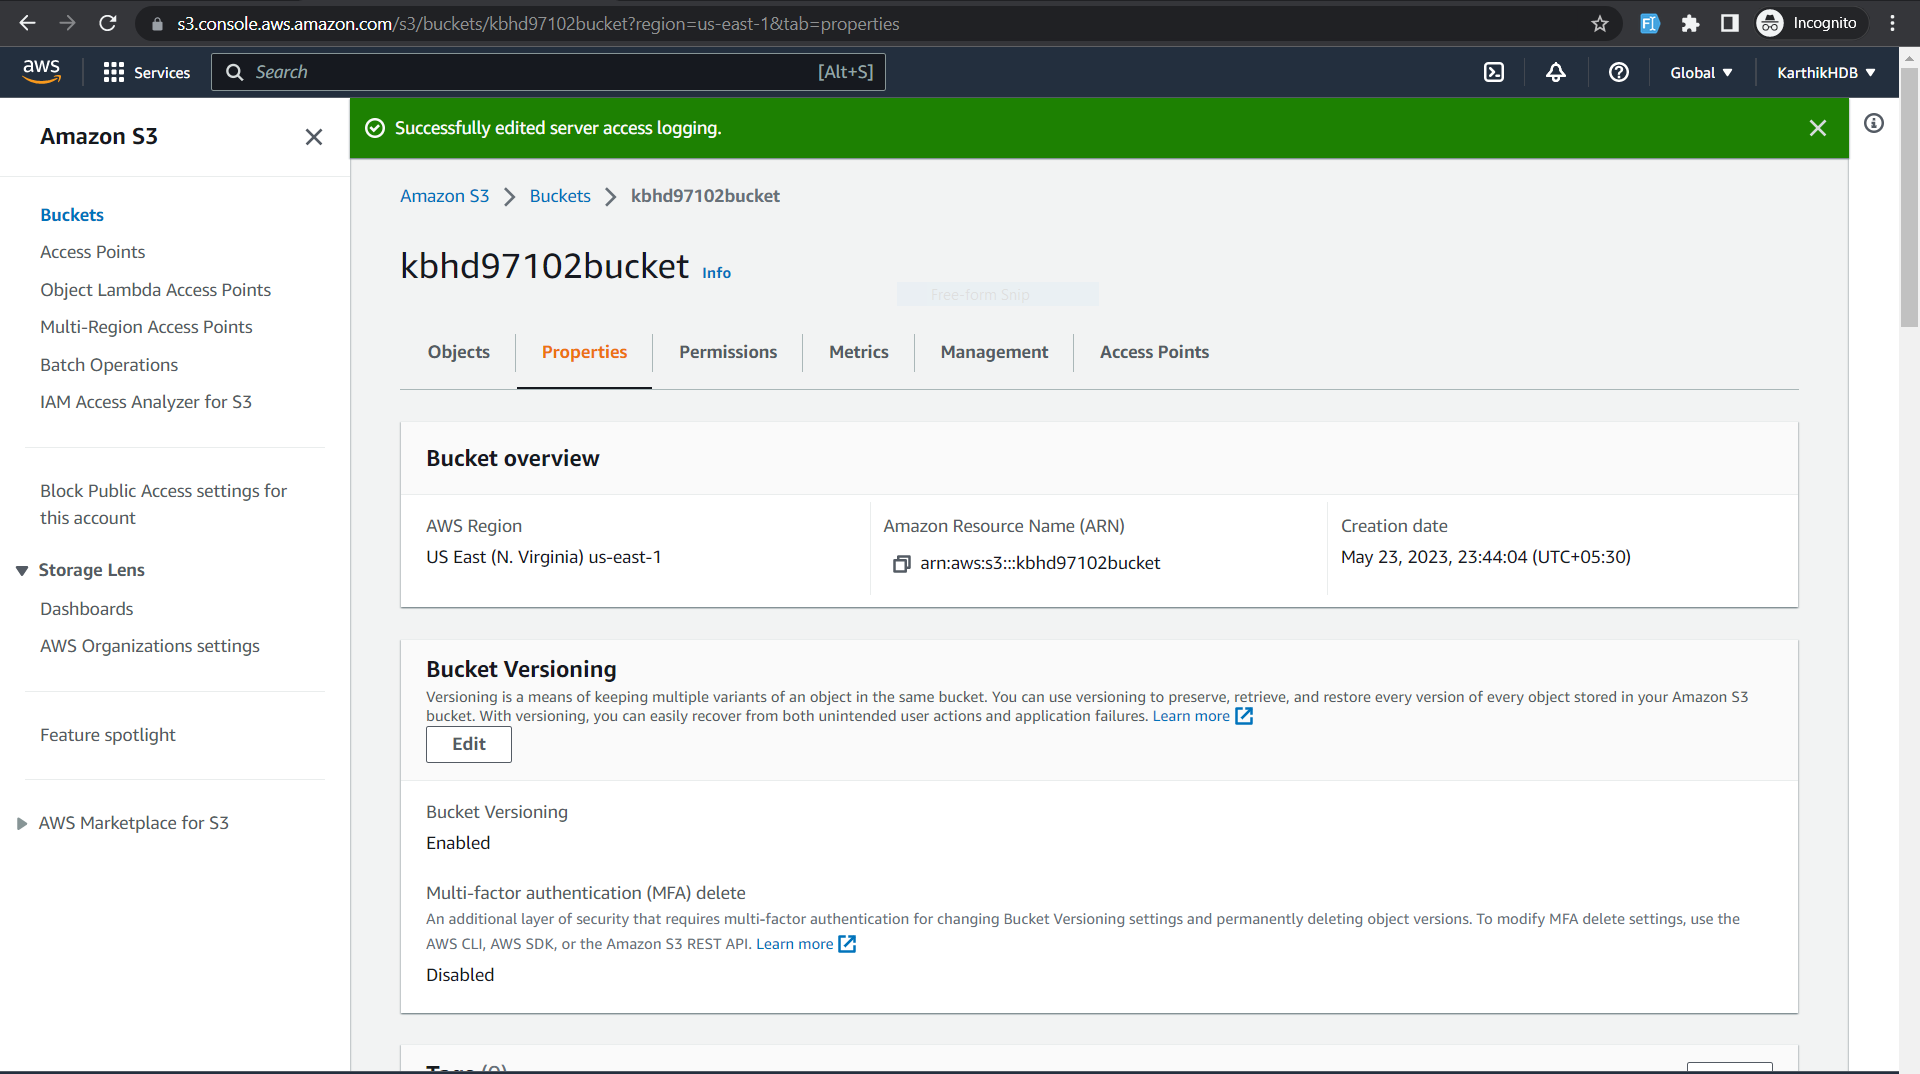 s3.console.aws.amazon.com/s3/buckets/kbhd97102bucket?region=us-east-1&tab=properties
Incognito
aws
Services
Search
[Alt+S]
Global
KarthikHDB
Amazon S3
Buckets
Access Points
Object Lambda Access Points
Multi-Region Access Points
Batch Operations
IAM Access Analyzer for S3
Block Public Access settings for
this account
Storage Lens
Dashboards
AWS Organizations settings
Feature spotlight
AWS Marketplace for S3
Successfully edited server access logging.
Amazon S3
Buckets
kbhd97102bucket
kbhd97102bucket Info
Free-form Snip
Objects
Properties
Permissions
Metrics
Management
Access Points
Bucket overview
AWS Region
US East (N. Virginia) us-east-1
Amazon Resource Name (ARN)
arn:aws:s3:::kbhd97102bucket
Creation date
May 23, 2023, 23:44:04 (UTC+05:30)
Bucket Versioning
Versioning is a means of keeping multiple variants of an object in the same bucket. You can use versioning to preserve, retrieve, and restore every version of every object stored in your Amazon S3
bucket. With versioning, you can easily recover from both unintended user actions and application failures. Learn more
Edit
Bucket Versioning
Enabled
Multi-factor authentication (MFA) delete
An additional layer of security that requires multi-factor authentication for changing Bucket Versioning settings and permanently deleting object versions. To modify MFA delete settings, use the
AWS CLI, AWS SDK, or the Amazon S3 REST API. Learn more
Disabled